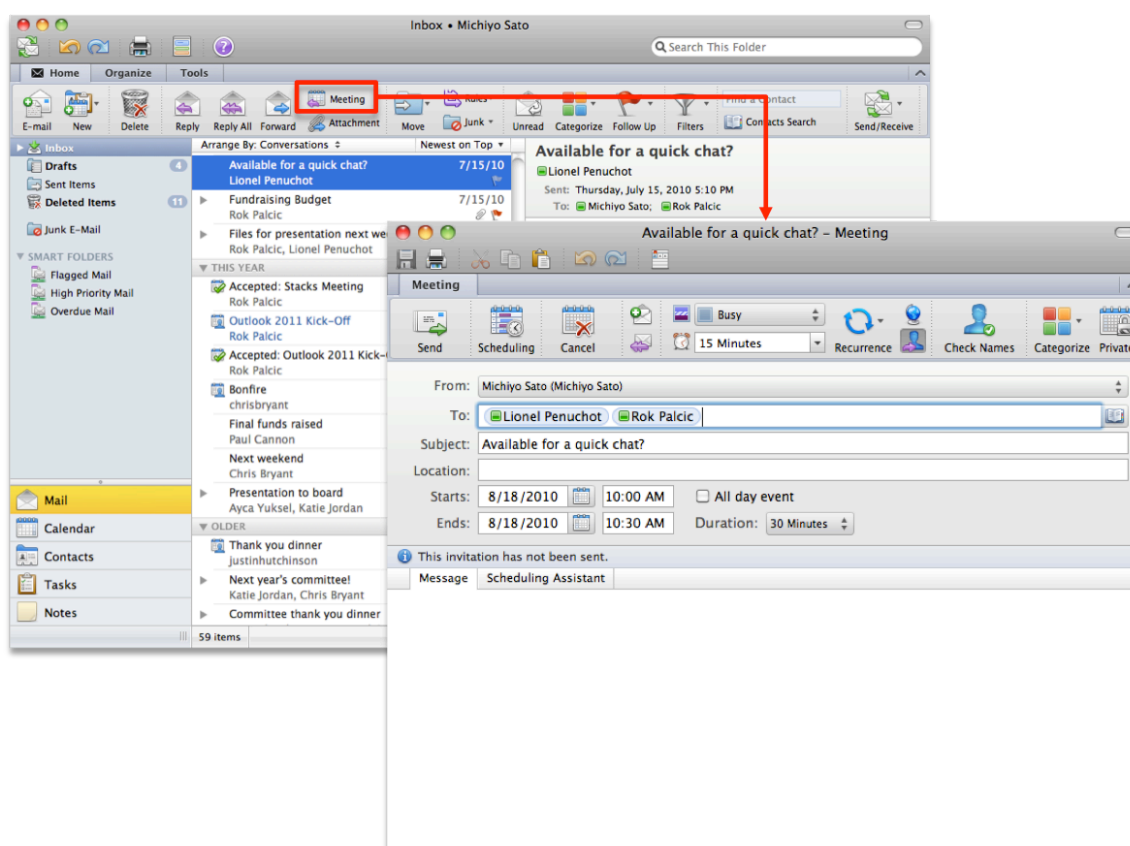 Inbox • Michiyo Sato
Search This Folder
Home Organize Tools
Meeting
Attachment
Rules
Junk
Find a Contact
Contacts Search
E-mail New Delete Reply Reply All Forward Move Unread Categorize Follow Up Filters Send/Receive
Inbox
Drafts 4
Sent Items
Deleted Items 11
Junk E-Mail
SMART FOLDERS
Flagged Mail
High Priority Mail
Overdue Mail
Mail
Calendar
Contacts
Tasks
Notes
Arrange By: Conversations Newest on Top
Available for a quick chat? 7/15/10
Lionel Penuchot
Fundraising Budget 7/15/10
Rok Palcic
Files for presentation next
Rok Palcic, Lionel Penuchot
THIS YEAR
Accepted: Stacks Meeting
Rok Palcic
Outlook 2011 Kick-Off
Rok Palcic
Accepted: Outlook 2011 Kick-
Rok Palcic
Bonfire
chrisbryant
Final funds raised
Paul Cannon
Next weekend
Chris Bryant
Presentation to board
Ayca Yuksel, Katie Jordan
OLDER
Thank you dinner
justinhutchinson
Next year's committee!
Katie Jordan, Chris Bryant
Committee thank you dinner
59 items
Available for a quick chat?
Lionel Penuchot
Sent: Thursday, July 15, 2010 5:10 PM
To: Michiyo Sato; Rok Palcic
Available for a quick chat? – Meeting
Meeting
Busy
15 Minutes
Send Scheduling Cancel Recurrence Check Names Categorize Private
From: Michiyo Sato (Michiyo Sato)
To: Lionel Penuchot Rok Palcic
Subject: Available for a quick chat?
Location:
Starts: 8/18/2010 10:00 AM All day event
Ends: 8/18/2010 10:30 AM Duration: 30 Minutes
This invitation has not been sent.
Message Scheduling Assistant